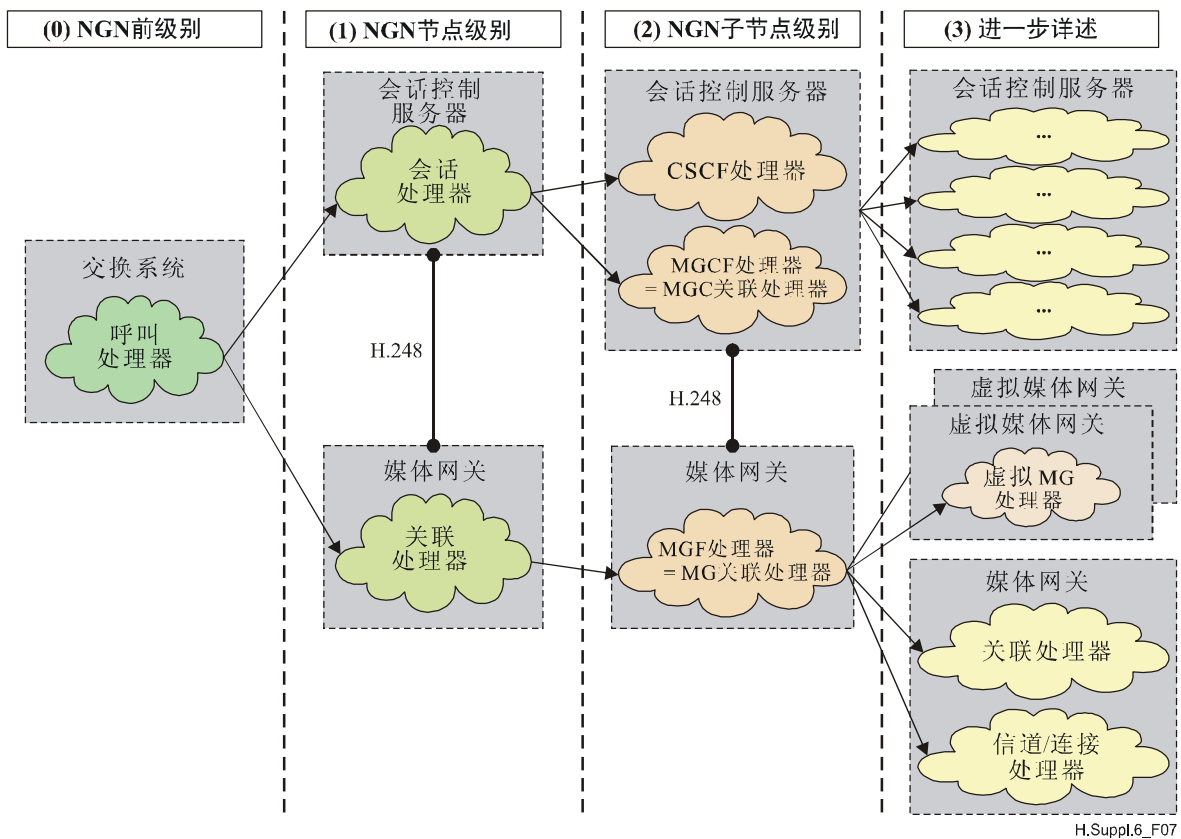 (0) NGN前级别
(1) NGN节点级别
(2) NGN子节点级别
(3) 进一步详述
交换系统
呼叫
处理器
会话控制
服务器
会话
处理器
H.248
媒体网关
关联
处理器
会话控制服务器
CSCF处理器
MGCF处理器
= MGC关联处理器
H.248
媒体网关
MGF处理器
= MG关联处理器
会话控制服务器
...
...
...
...
虚拟媒体网关
虚拟媒体网关
虚拟MG
处理器
媒体网关
关联处理器
信道/连接
处理器
H.Suppl.6_F07